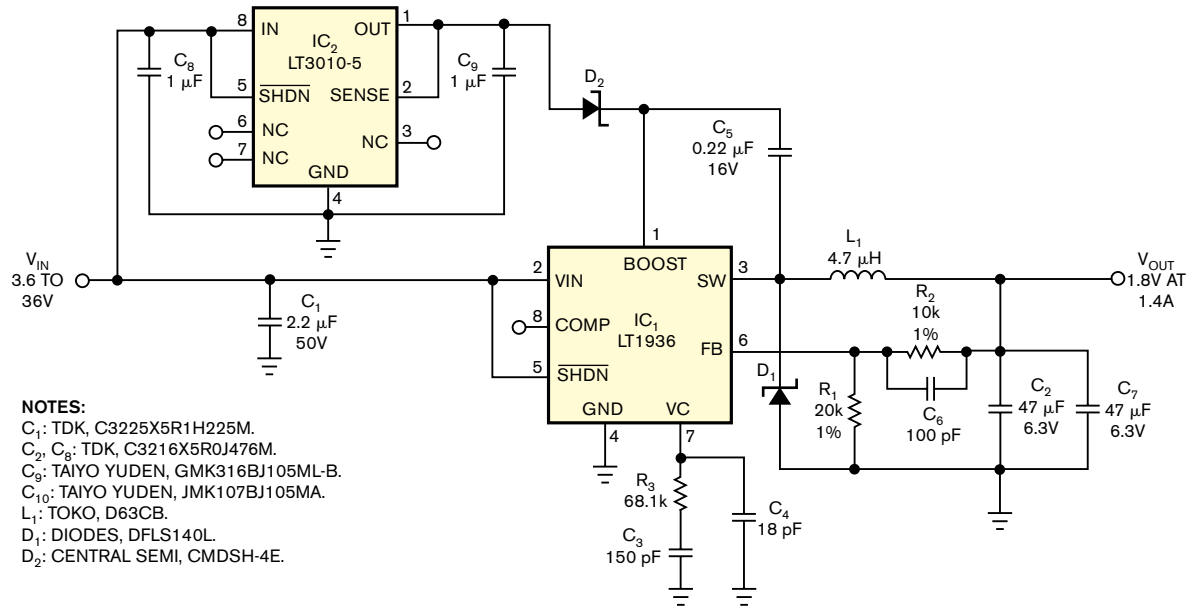 8
IN
OUT
1
IC2
LT3010-5
C8
1 µF
C9
1 µF
5
SHDN
SENSE
2
6
NC
7
NC
NC
3
GND
4
D2
C5
0.22 µF
16V
1
BOOST
VIN
3.6 TO
36V
C1
2.2 µF
50V
2
VIN
SW
3
8
COMP
IC1
LT1936
FB
6
5
SHDN
GND
VC
4
7
L1
4.7 µH
VOUT
1.8V AT
1.4A
R2
10k
1%
C6
100 pF
D1
R1
20k
1%
C2
47 µF
6.3V
C7
47 µF
6.3V
R3
68.1k
C3
150 pF
C4
18 pF
NOTES:
C1: TDK, C3225X5R1H225M.
C2, C8: TDK, C3216X5R0J476M.
C9: TAIYO YUDEN, GMK316BJ105ML-B.
C10: TAIYO YUDEN, JMK107BJ105MA.
L1: TOKO, D63CB.
D1: DIODES, DFLS140L.
D2: CENTRAL SEMI, CMDSH-4E.